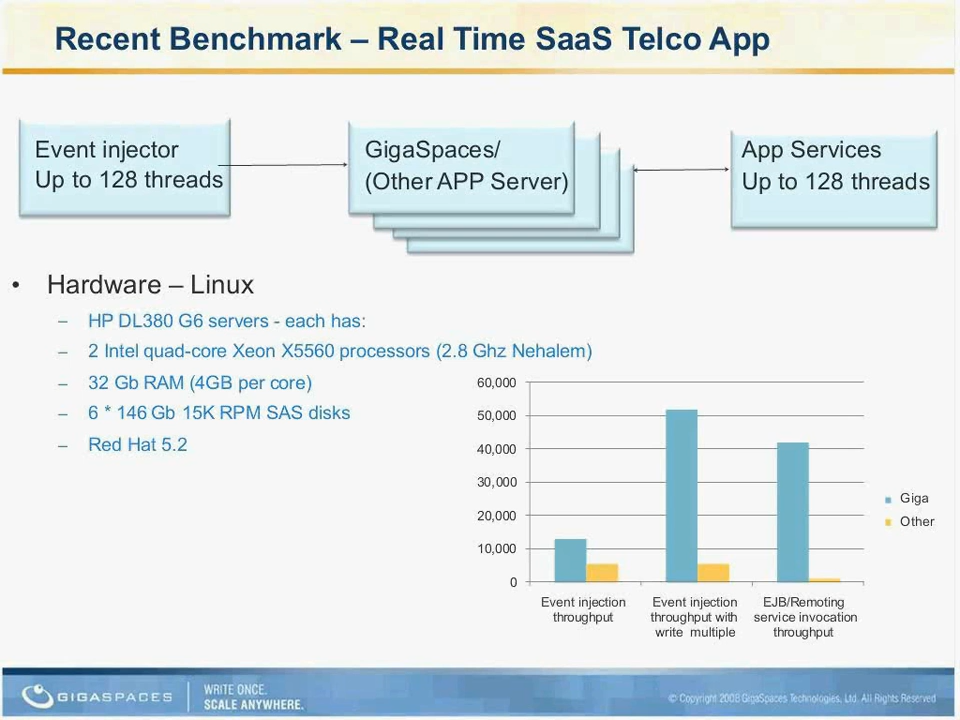 Recent Benchmark – Real Time SaaS Telco App
Event injector
Up to 128 threads
GigaSpaces/
(Other APP Server)
App Services
Up to 128 threads
• Hardware – Linux
– HP DL380 G6 servers - each has:
– 2 Intel quad-core Xeon X5560 processors (2.8 Ghz Nehalem)
– 32 Gb RAM (4GB per core)
– 6 * 146 Gb 15K RPM SAS disks
– Red Hat 5.2
60,000
50,000
40,000
30,000
20,000
10,000
0
Event injection
throughput
Event injection
throughput with
write multiple
EJB/Remoting
service invocation
throughput
Giga
Other
GIGASPACES
WRITE ONCE.
SCALE ANYWHERE.
© Copyright 2008 GigaSpaces Technologies, Ltd. All Rights Reserved